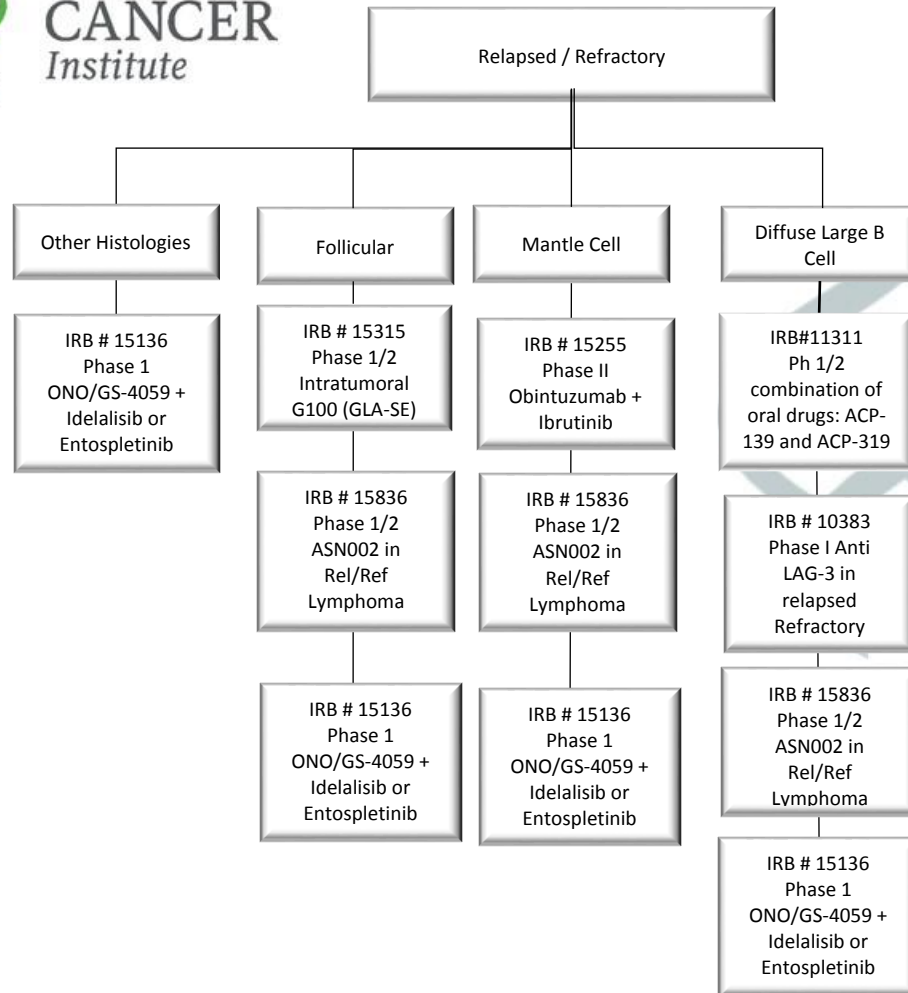 CANCER
Institute
Relapsed / Refractory
Other Histologies
IRB # 15136
Phase 1
ONO/GS-4059 +
Idelalisib or
Entospletinib
Follicular
IRB # 15315
Phase 1/2
Intratumoral
G100 (GLA-SE)
IRB # 15836
Phase 1/2
ASN002 in
Rel/Ref
Lymphoma
IRB # 15136
Phase 1
ONO/GS-4059 +
Idelalisib or
Entospletinib
Mantle Cell
IRB # 15255
Phase II
Obintuzumab +
Ibrutinib
IRB # 15836
Phase 1/2
ASN002 in
Rel/Ref
Lymphoma
IRB # 15136
Phase 1
ONO/GS-4059 +
Idelalisib or
Entospletinib
Diffuse Large B
Cell
IRB#11311
Ph 1/2
combination of
oral drugs: ACP-
139 and ACP-319
IRB # 10383
Phase I Anti
LAG-3 in
relapsed
Refractory
IRB # 15836
Phase 1/2
ASN002 in
Rel/Ref
Lymphoma
IRB # 15136
Phase 1
ONO/GS-4059 +
Idelalisib or
Entospletinib